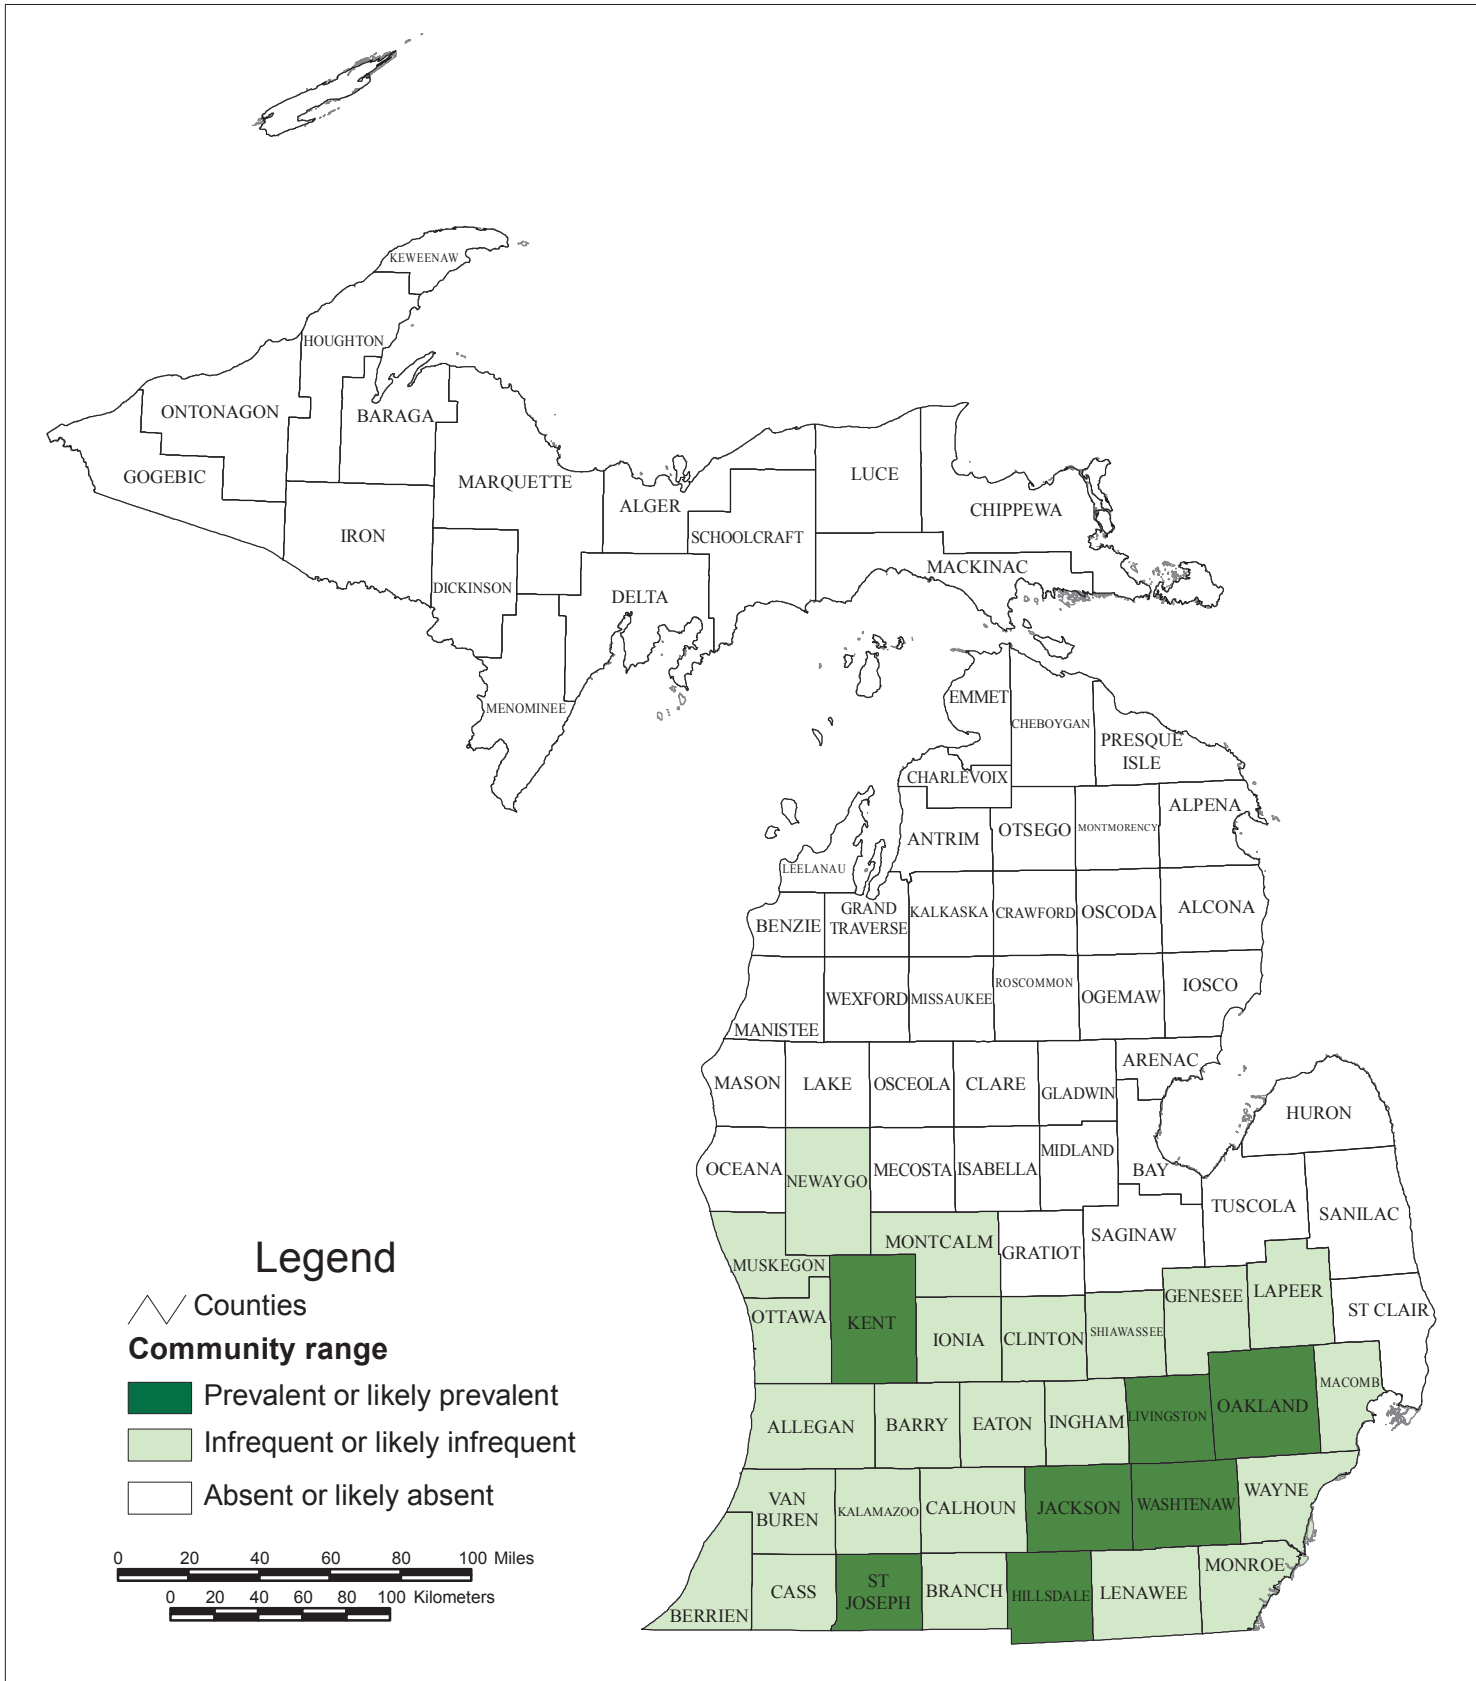 KEWEENAW
HOUGHTON
ONTONAGON
BARAGA
GOGEBIC
MARQUETTE
LUCE
ALGER
CHIPPEWA
IRON
SCHOOLCRAFT
MACKINAC
DICKINSON
DELTA
EMMET
MENOMINEE
CHEBOYGAN
PRESQUE
ISLE
CHARLEVOIX
ALPENA
ANTRIM
OTSEGO
MONTMORENCY
LEELANAU
BENZIE
GRAND
TRAVERSE
KALKASKA
CRAWFORD
OSCODA
ALCONA
MANISTEE
WEXFORD
MISSAUKEE
ROSCOMMON
OGEMAW
IOSCO
ARENAC
MASON
LAKE
OSCEOLA
CLARE
GLADWIN
HURON
OCEANA
NEWAYGO
MECOSTA
ISABELLA
MIDLAND
BAY
TUSCOLA
SANILAC
MUSKEGON
MONTCALM
GRATIOT
SAGINAW
GENESEE
LAPEER
ST CLAIR
OTTAWA
KENT
IONIA
CLINTON
SHIAWASSEE
ALLEGAN
BARRY
EATON
INGHAM
LIVINGSTON
OAKLAND
MACOMB
VAN
BUREN
KALAMAZOO
CALHOUN
JACKSON
WASHTENAW
WAYNE
BERRIEN
CASS
ST
JOSEPH
BRANCH
HILLSDALE
LENAWEE
MONROE
Legend
Counties
Community range
Prevalent or likely prevalent
Infrequent or likely infrequent
Absent or likely absent
0 20 40 60 80 100 Miles
0 20 40 60 80 100 Kilometers